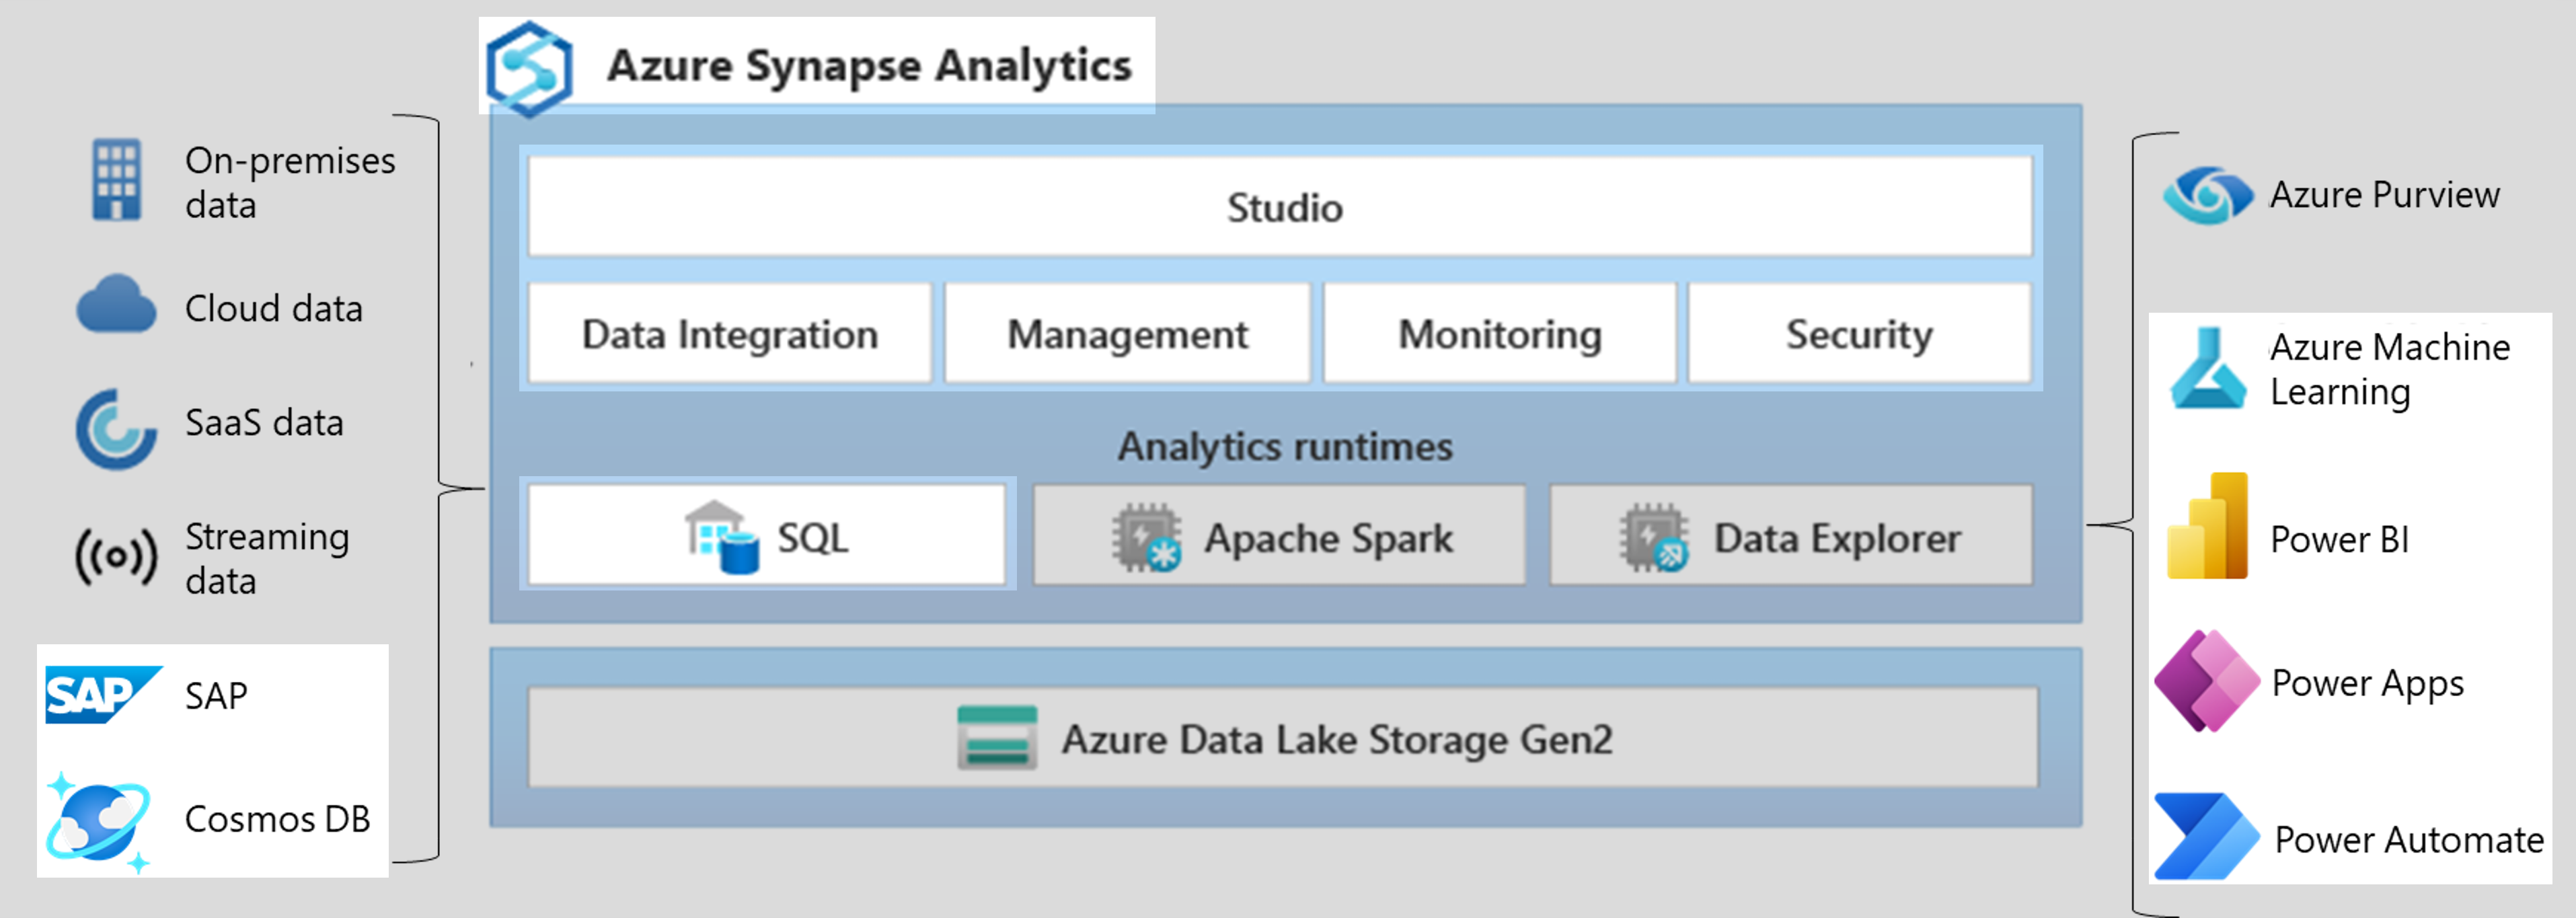 Azure Synapse Analytics
On-premises
data
Cloud data
SaaS data
Streaming
data
SAP SAP
Cosmos DB
Studio
Data Integration
Management
Monitoring
Security
Analytics runtimes
SQL
Apache Spark
Data Explorer
Azure Data Lake Storage Gen2
Azure Purview
Azure Machine
Learning
Power BI
Power Apps
Power Automate